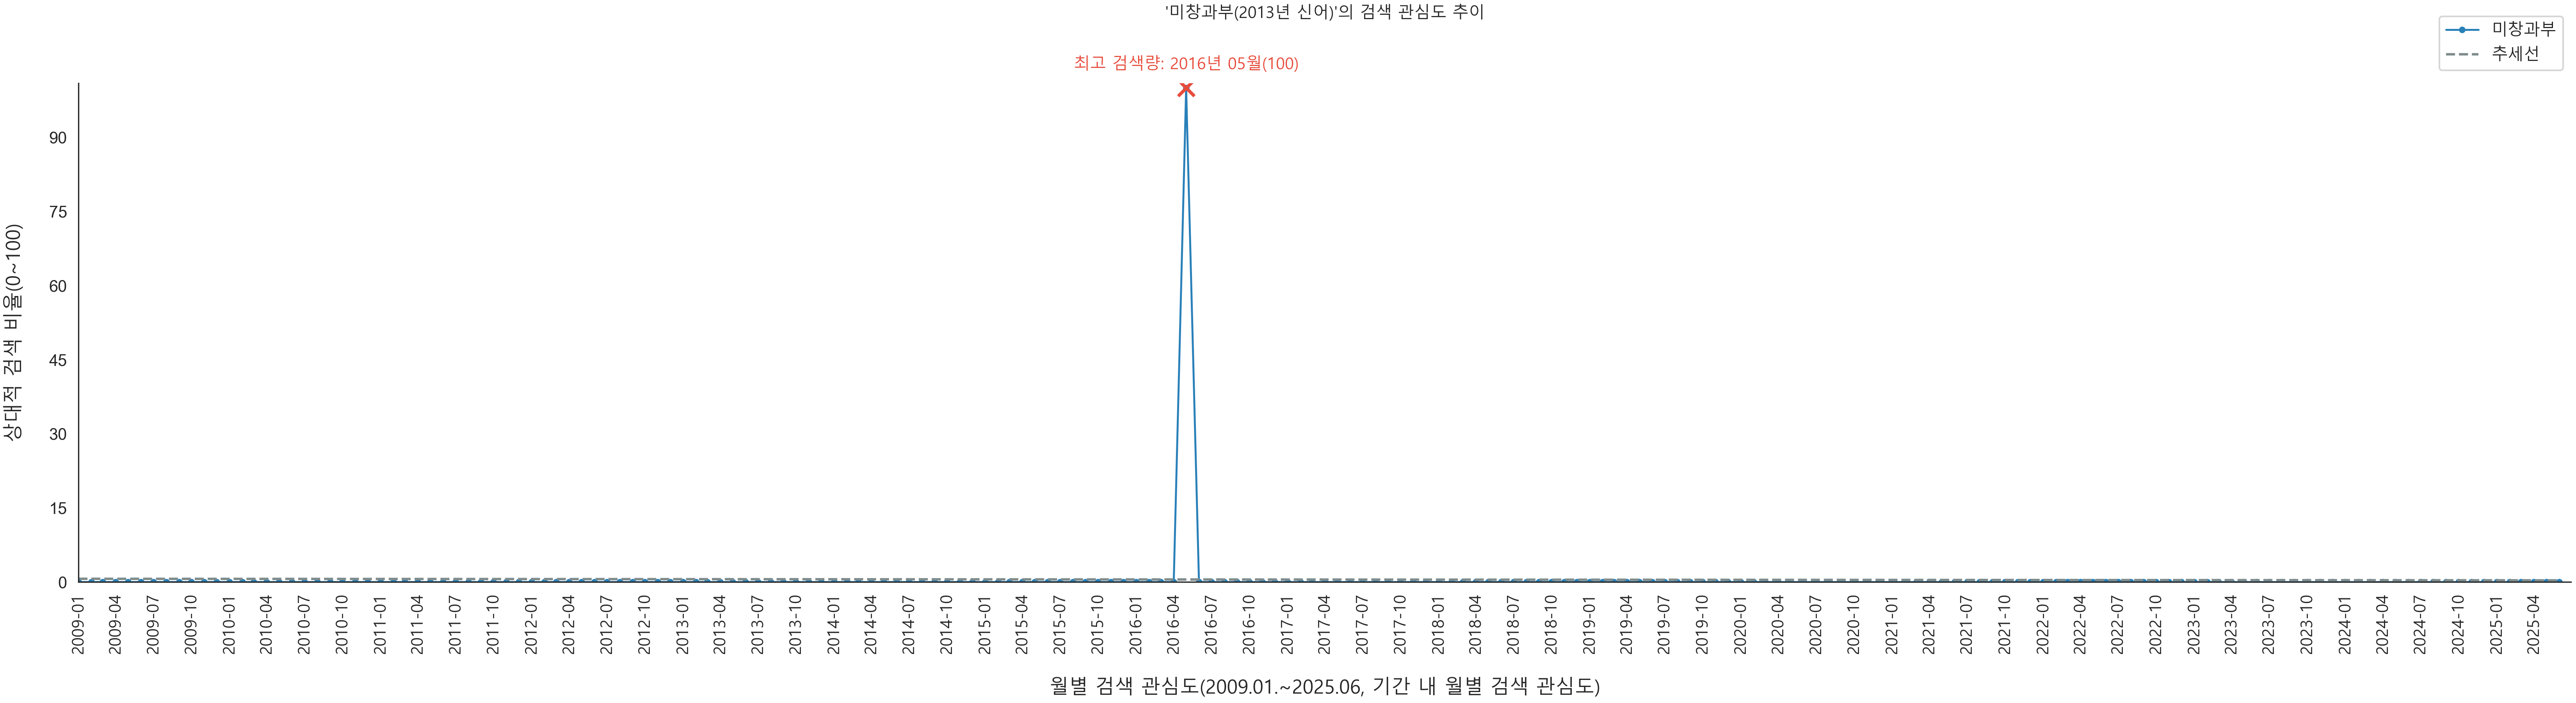 '미창과부(2013년 신어)'의 검색 관심도 추이
미창과부
추세선
최고 검색량: 2016년 05월(100)
상대적 검색 비율(0~100)
90
75
60
45
30
15
0
2009-01 2009-04 2009-07 2009-10 2010-01 2010-04 2010-07 2010-10 2011-01 2011-04 2011-07 2011-10 2012-01 2012-04 2012-07 2012-10 2013-01 2013-04 2013-07 2013-10 2014-01 2014-04 2014-07 2014-10 2015-01 2015-04 2015-07 2015-10 2016-01 2016-04 2016-07 2016-10 2017-01 2017-04 2017-07 2017-10 2018-01 2018-04 2018-07 2018-10 2019-01 2019-04 2019-07 2019-10 2020-01 2020-04 2020-07 2020-10 2021-01 2021-04 2021-07 2021-10 2022-01 2022-04 2022-07 2022-10 2023-01 2023-04 2023-07 2023-10 2024-01 2024-04 2024-07 2024-10 2025-01 2025-04
월별 검색 관심도(2009.01.~2025.06, 기간 내 월별 검색 관심도)